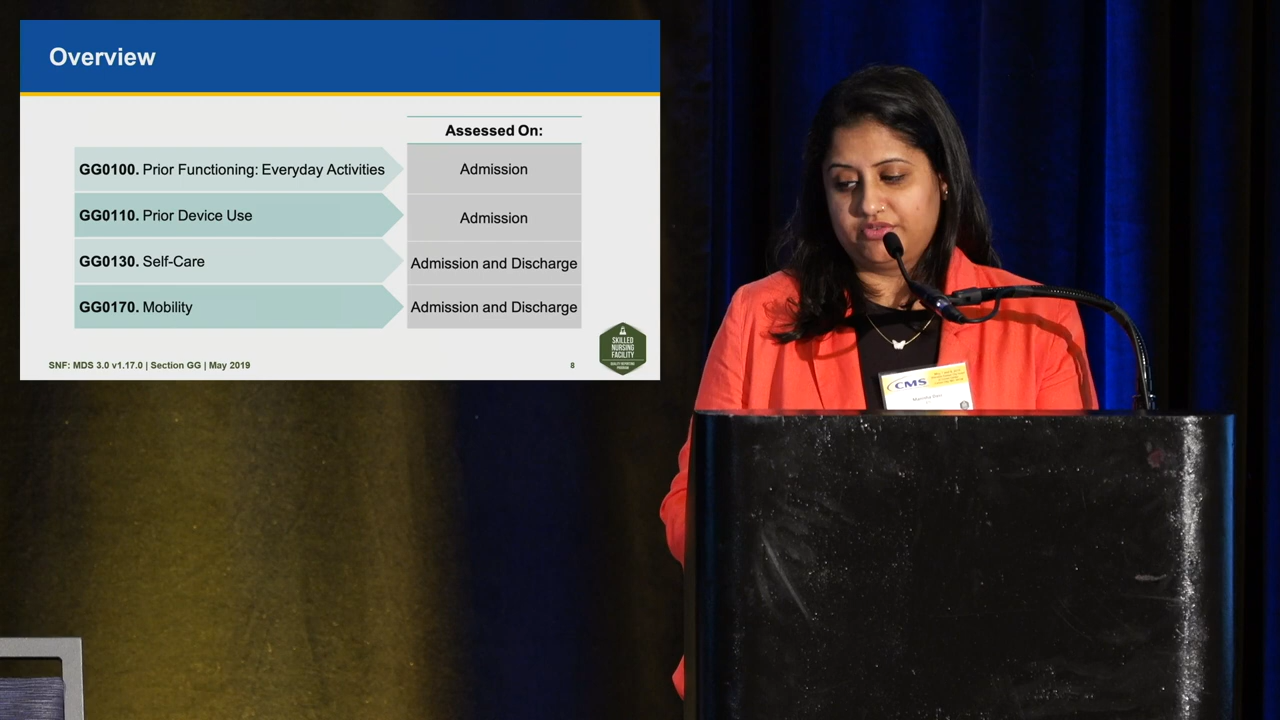 Overview
Assessed On:
GG0100. Prior Functioning: Everyday Activities
Admission
GG0110. Prior Device Use
Admission
GG0130. Self-Care
Admission and Discharge
GG0170. Mobility
Admission and Discharge
SNF: MDS 3.0 v1.17.0 | Section GG | May 2019
8
SKILLED
NURSING
FACILITY
CMS